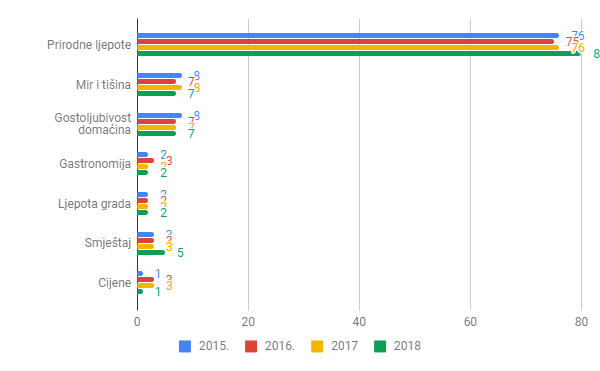 Prirodne ljepote
76
75
76
8
Mir i tišina
8
7
8
7
Gostoljubivost
domaćina
8
7
7
7
Gastronomija
2
3
2
2
Ljepota grada
2
2
2
2
Smještaj
3
3
3
5
Cijene
1
3
3
1
0 20 40 60 80
2015. 2016. 2017 2018